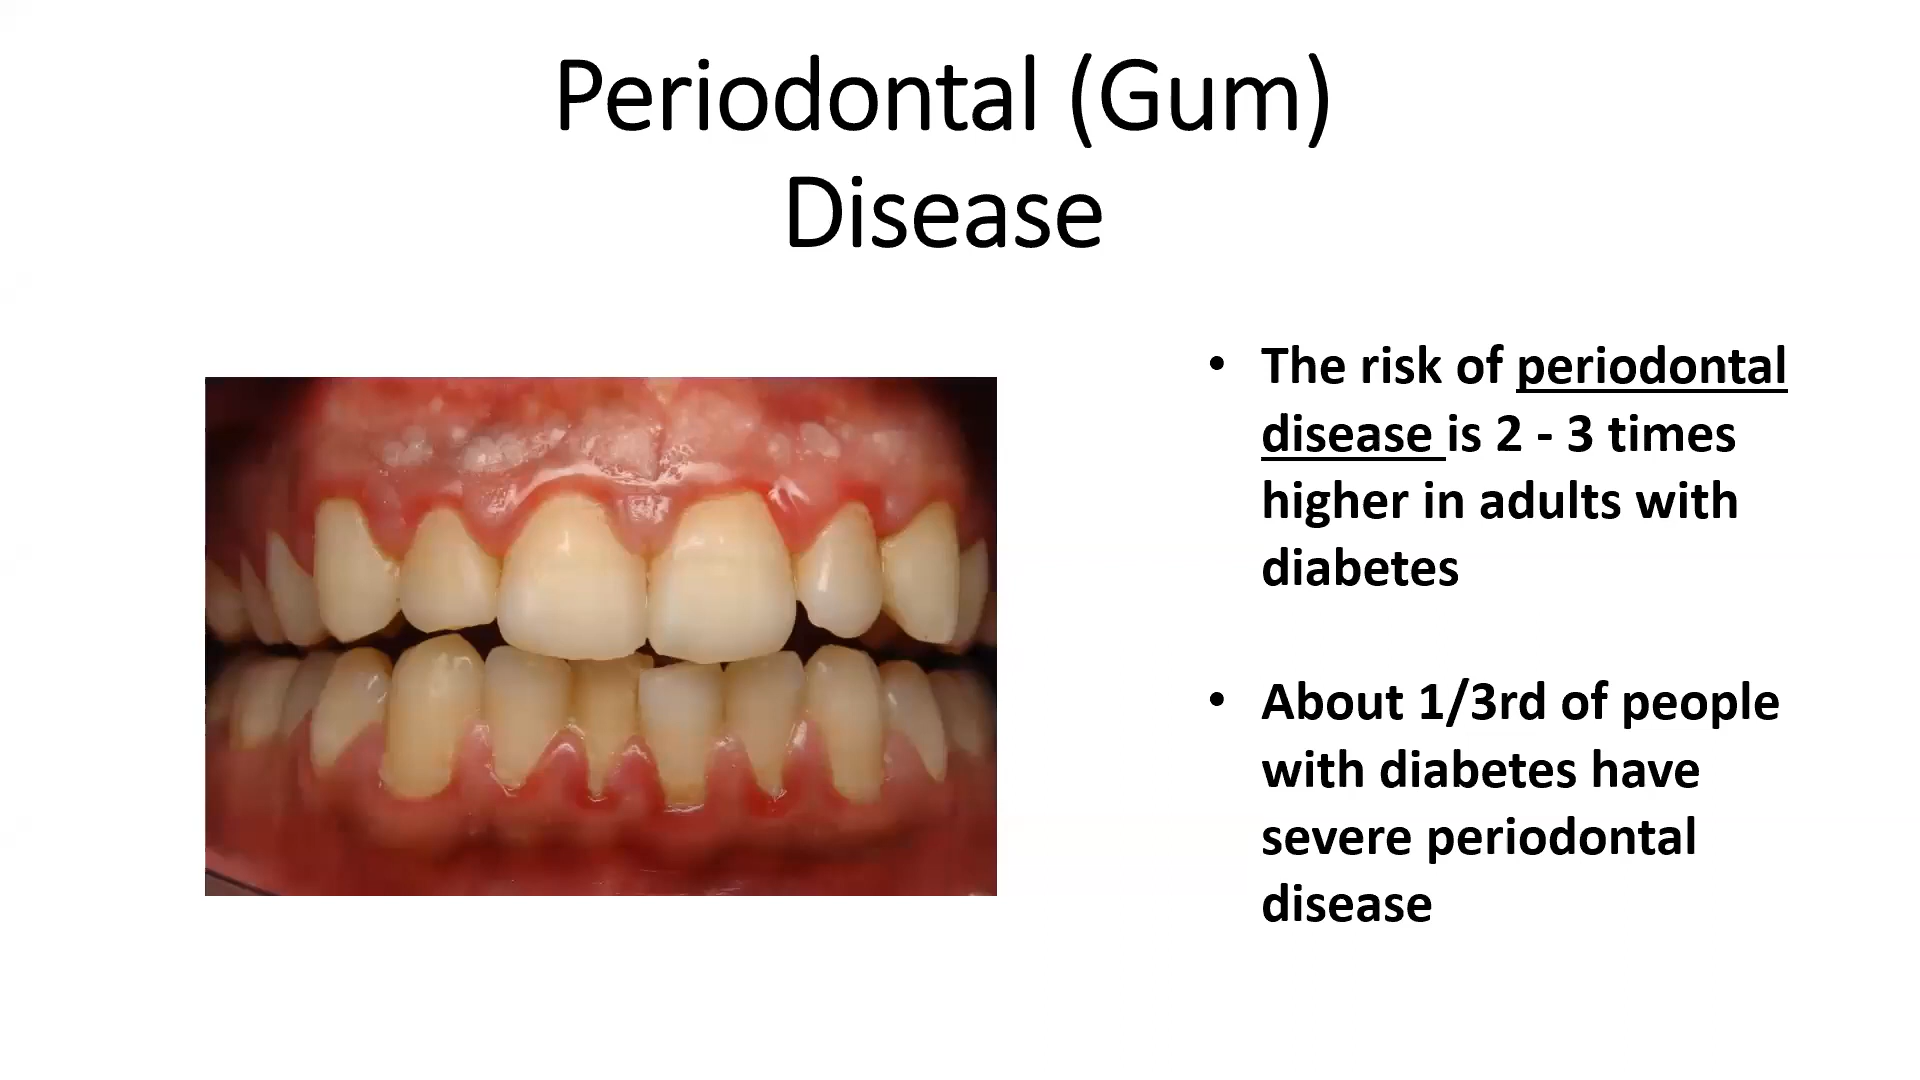 Periodontal (Gum)
Disease
• The risk of periodontal
disease is 2 - 3 times
higher in adults with
diabetes
• About 1/3rd of people
with diabetes have
severe periodontal
disease